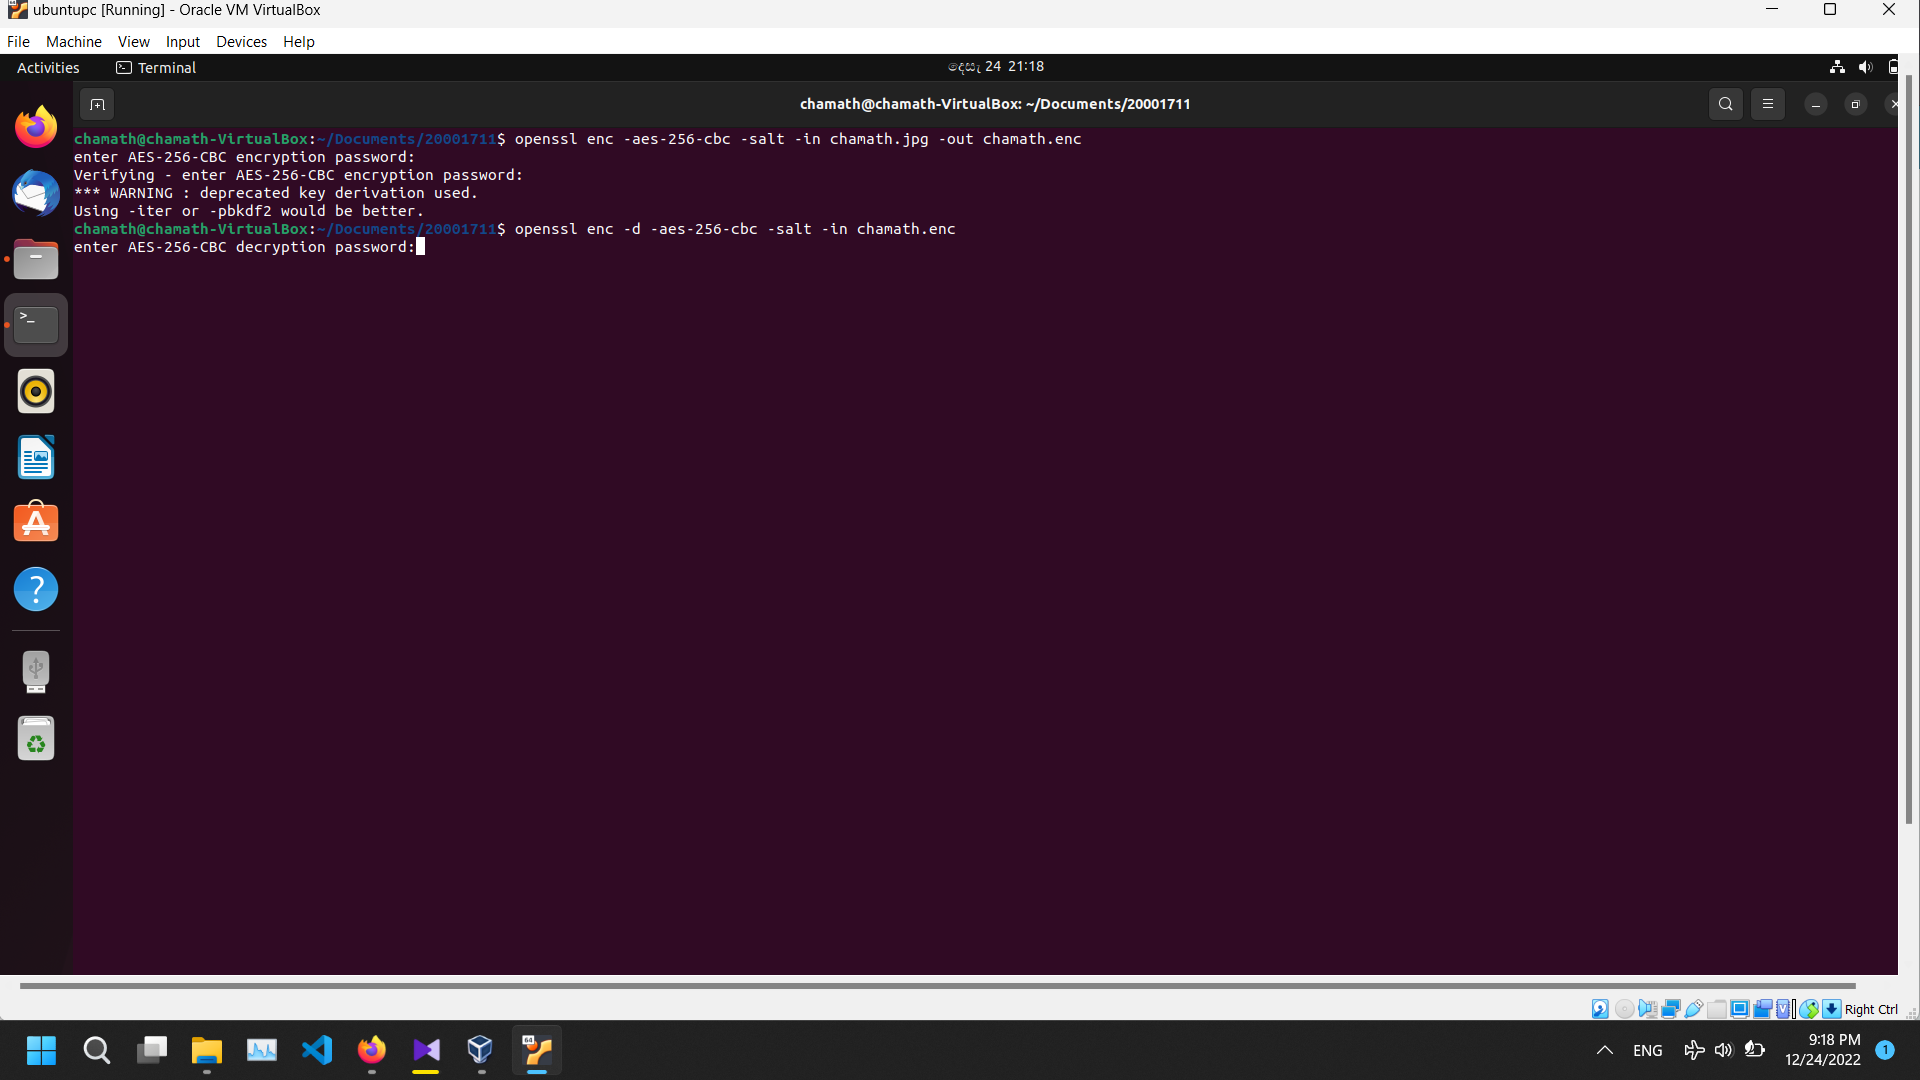 ubuntupc [Running] - Oracle VM VirtualBox
File Machine View Input Devices Help
Activities Terminal දෙසැ 24 21:18
chamath@chamath-VirtualBox: ~/Documents/20001711
chamath@chamath-VirtualBox:~/Documents/20001711$ openssl enc -aes-256-cbc -salt -in chamath.jpg -out chamath.enc
enter AES-256-CBC encryption password:
Verifying - enter AES-256-CBC encryption password:
*** WARNING : deprecated key derivation used.
Using -iter or -pbkdf2 would be better.
chamath@chamath-VirtualBox:~/Documents/20001711$ openssl enc -d -aes-256-cbc -salt -in chamath.enc
enter AES-256-CBC decryption password:
Right Ctrl
64
ENG
9:18 PM
12/24/2022
1